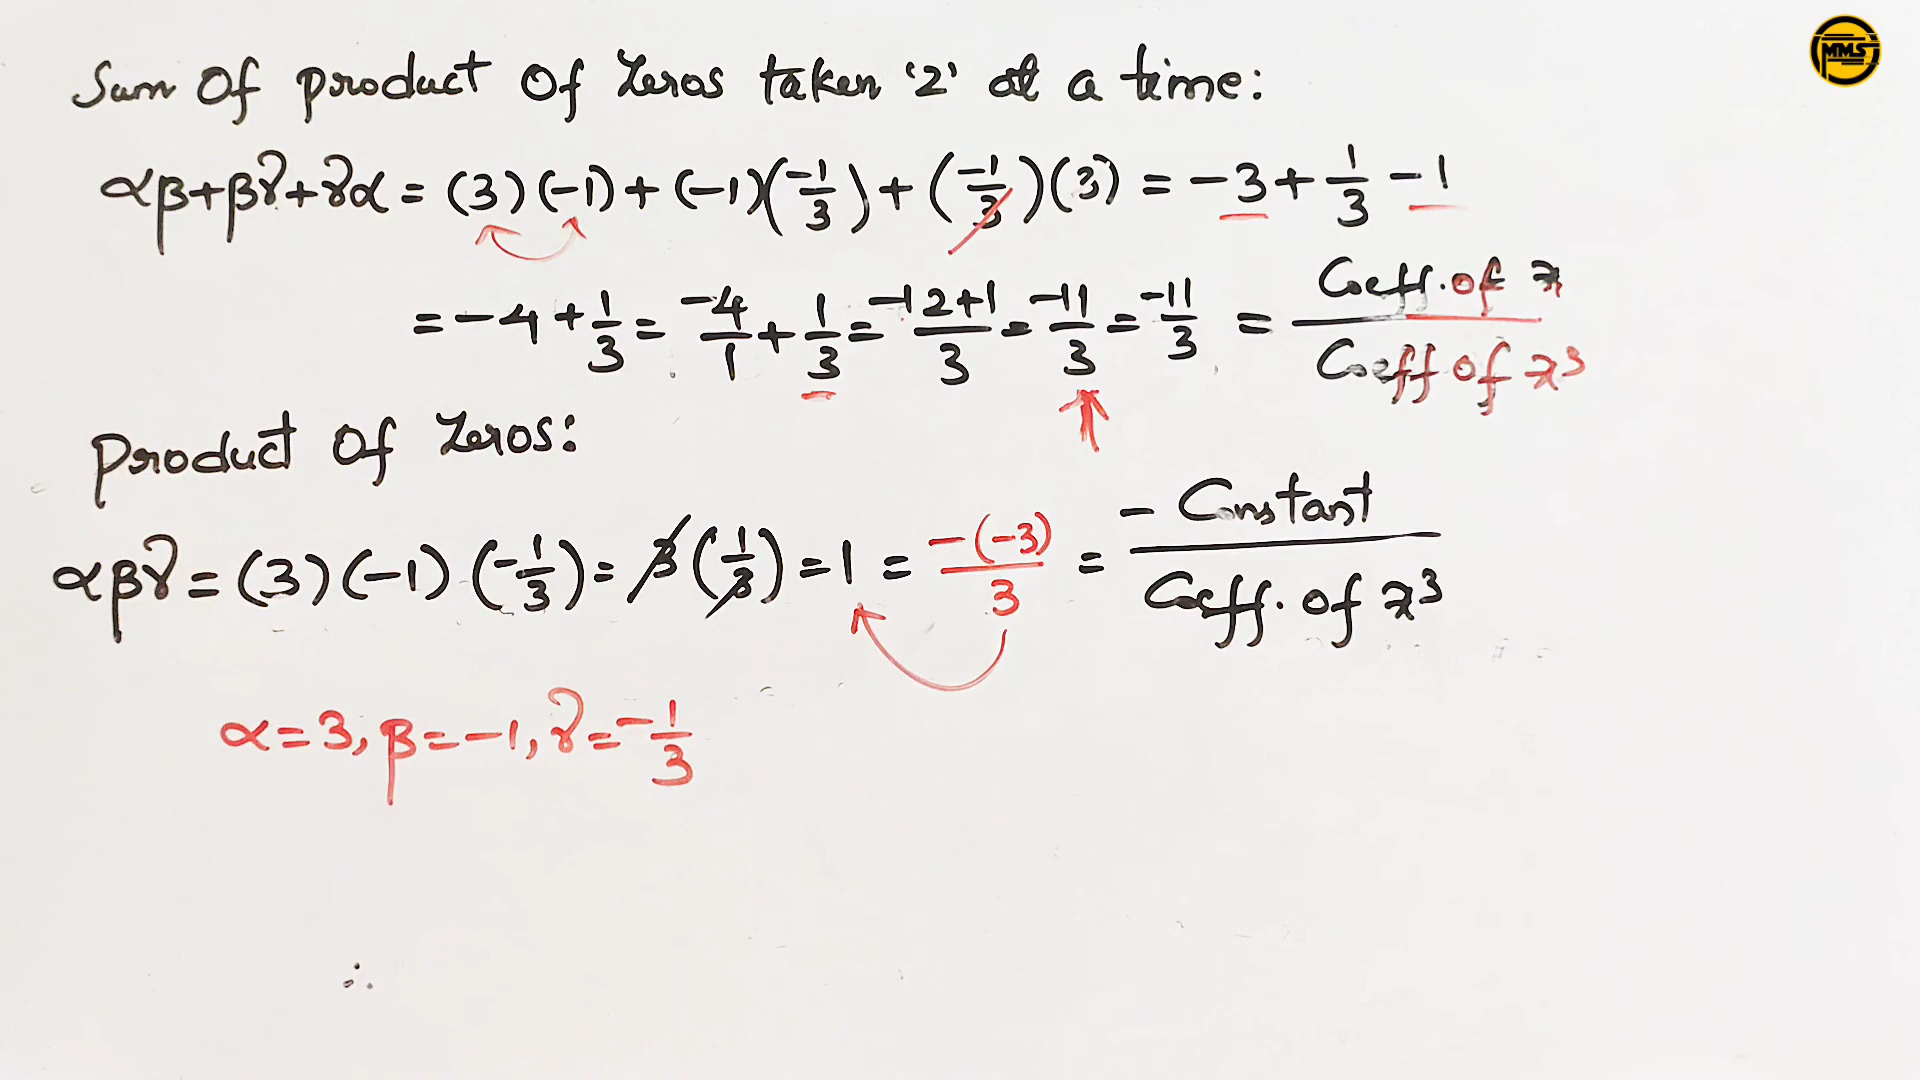 MMS
Sum Of product Of Zeros taken '2' at a time:
αβ+βγ+γα = (3)(-1)+(-1)(-1/3)+(-1/3)(3) = -3+1/3-1
=-4+1/3 = -4/1+1/3 = -12+1/3 = -11/3 = -11/3 = Coeff. of x/Coeff of x³
Product Of Zeros:
αβγ = (3)(-1)(-1/3) = 3(1/3) = 1 = -(-3)/3 = - Constant/Coeff. of x³
α=3, β=-1, γ=-1/3
∴